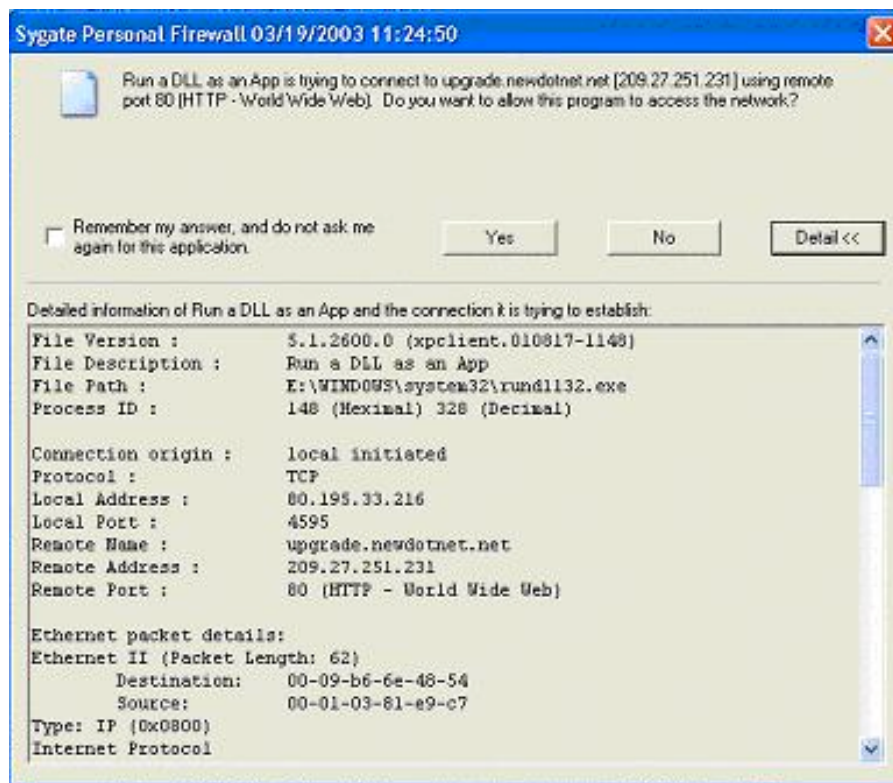 Sygate Personal Firewall 03/19/2003 11:24:50
Run a DLL as an App is trying to connect to upgrade.newdotnet.net [209.27.251.231] using remote
port 80 (HTTP - World Wide Web). Do you want to allow this program to access the network?
Remember my answer, and do not ask me
again for this application.
Yes
No
Detail <<
Detailed information of Run a DLL as an App and the connection it is trying to establish:
File Version : 5.1.2600.0 (xpclient.010817-1148)
File Description : Run a DLL as an App
File Path : E:\WINDOWS\system32\rundll32.exe
Process ID : 148 (Heximal) 328 (Decimal)
Connection origin : local initiated
Protocol : TCP
Local Address : 80.195.33.216
Local Port : 4595
Remote Name : upgrade.newdotnet.net
Remote Address : 209.27.251.231
Remote Port : 80 (HTTP - World Wide Web)
Ethernet packet details:
Ethernet II (Packet Length: 62)
Destination: 00-09-b6-6e-48-54
Source: 00-01-03-81-e9-c7
Type: IP (0x0800)
Internet Protocol